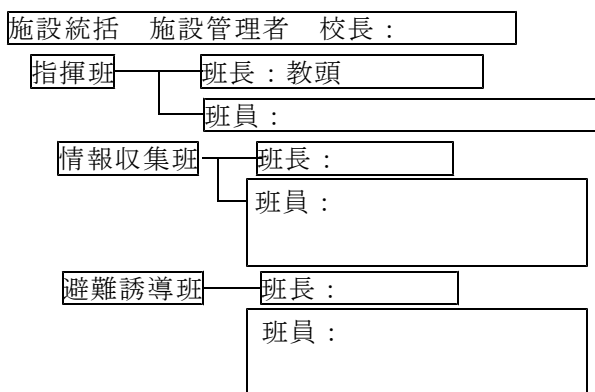 施設統括　施設管理者　校長：
指揮班　班長：教頭
班員：
情報収集班　班長：
班員：
避難誘導班　班長：
班員：